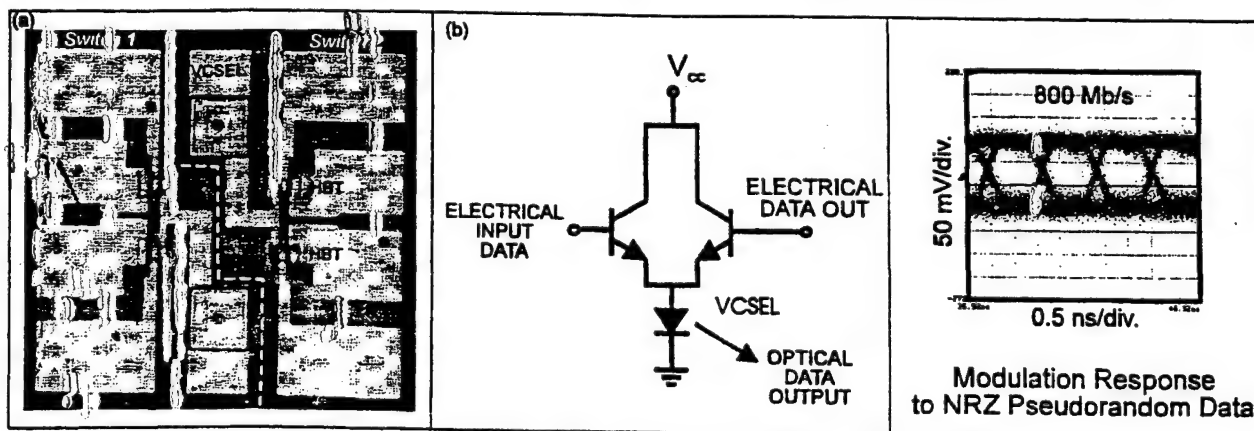 (a)
Switch 1
VCSEL
HBT
HBT
(b)
Vcc
ELECTRICAL
INPUT
DATA
ELECTRICAL
DATA OUT
VCSEL
OPTICAL
DATA
OUTPUT
800 Mb/s
50 mV/div.
0.5 ns/div.
Modulation Response
to NRZ Pseudorandom Data